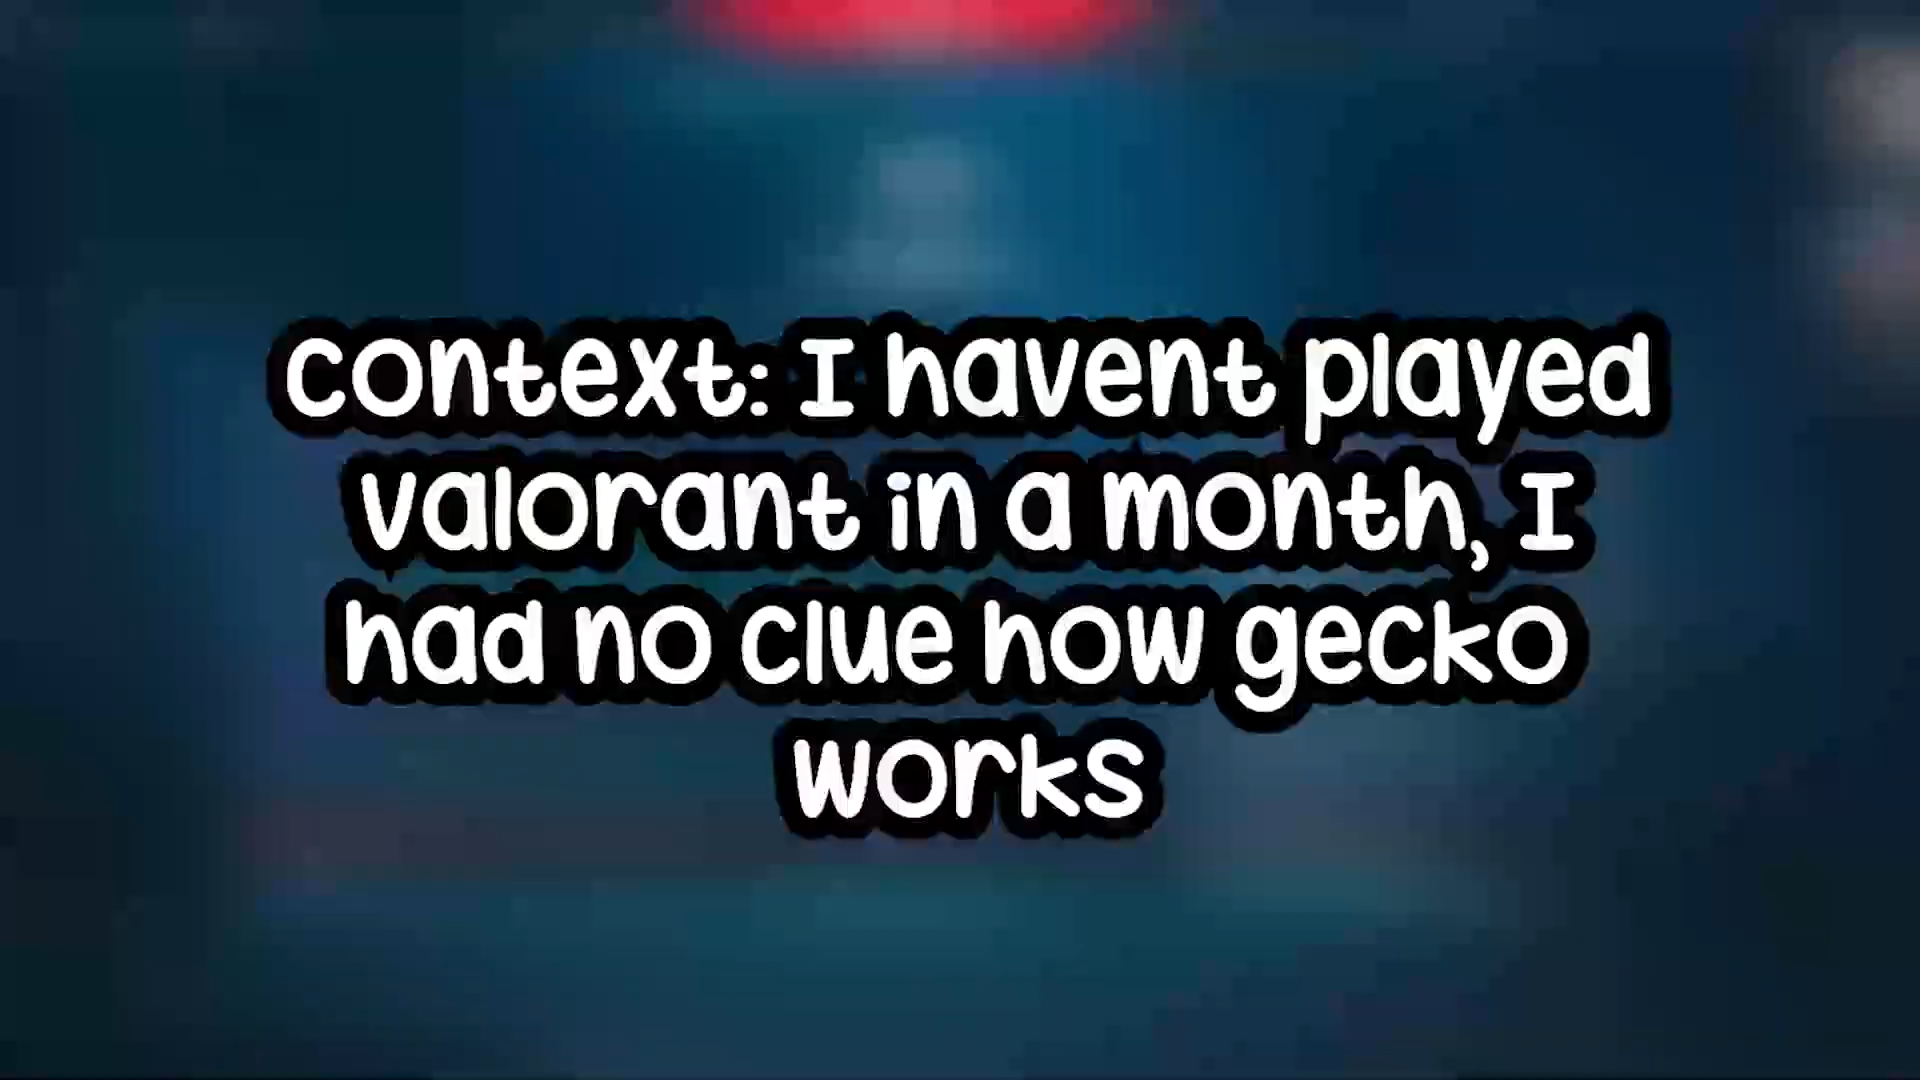 context: I havent played
valorant in a month, I
had no clue how gecko
works